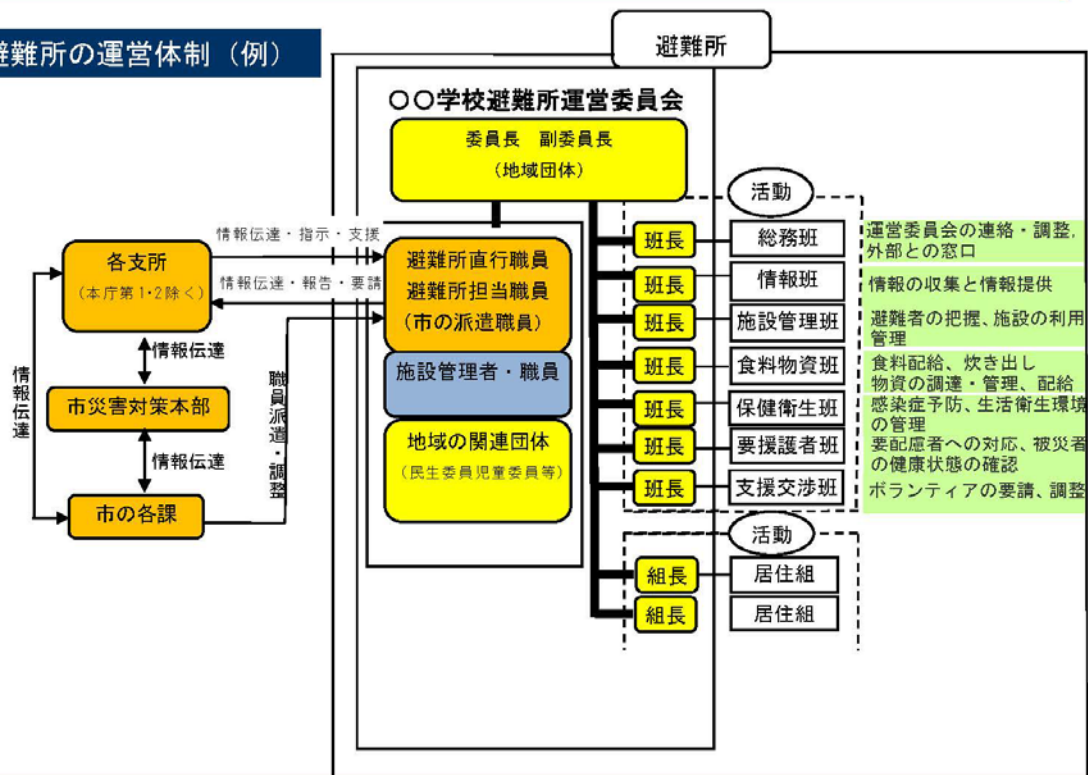 避難所の運営体制（例）
避難所
〇〇学校避難所運営委員会
委員長　副委員長
（地域団体）
活動
情報伝達・指示・支援
情報伝達・報告・要請
各支所
（本庁第1・2除く）
情報伝達
市災害対策本部
情報伝達
市の各課
情報伝達
職員派遣・調整
避難所直行職員
避難所担当職員
（市の派遣職員）
施設管理者・職員
地域の関連団体
（民生委員児童委員等）
班長
総務班
運営委員会の連絡・調整,
外部との窓口
班長
情報班
情報の収集と情報提供
班長
施設管理班
避難者の把握、施設の利用
管理
班長
食料物資班
食料配給、炊き出し
物資の調達・管理、配給
班長
保健衛生班
感染症予防、生活衛生環境
の管理
班長
要援護者班
要配慮者への対応、被災者
の健康状態の確認
班長
支援交渉班
ボランティアの要請、調整
活動
組長
居住組
組長
居住組